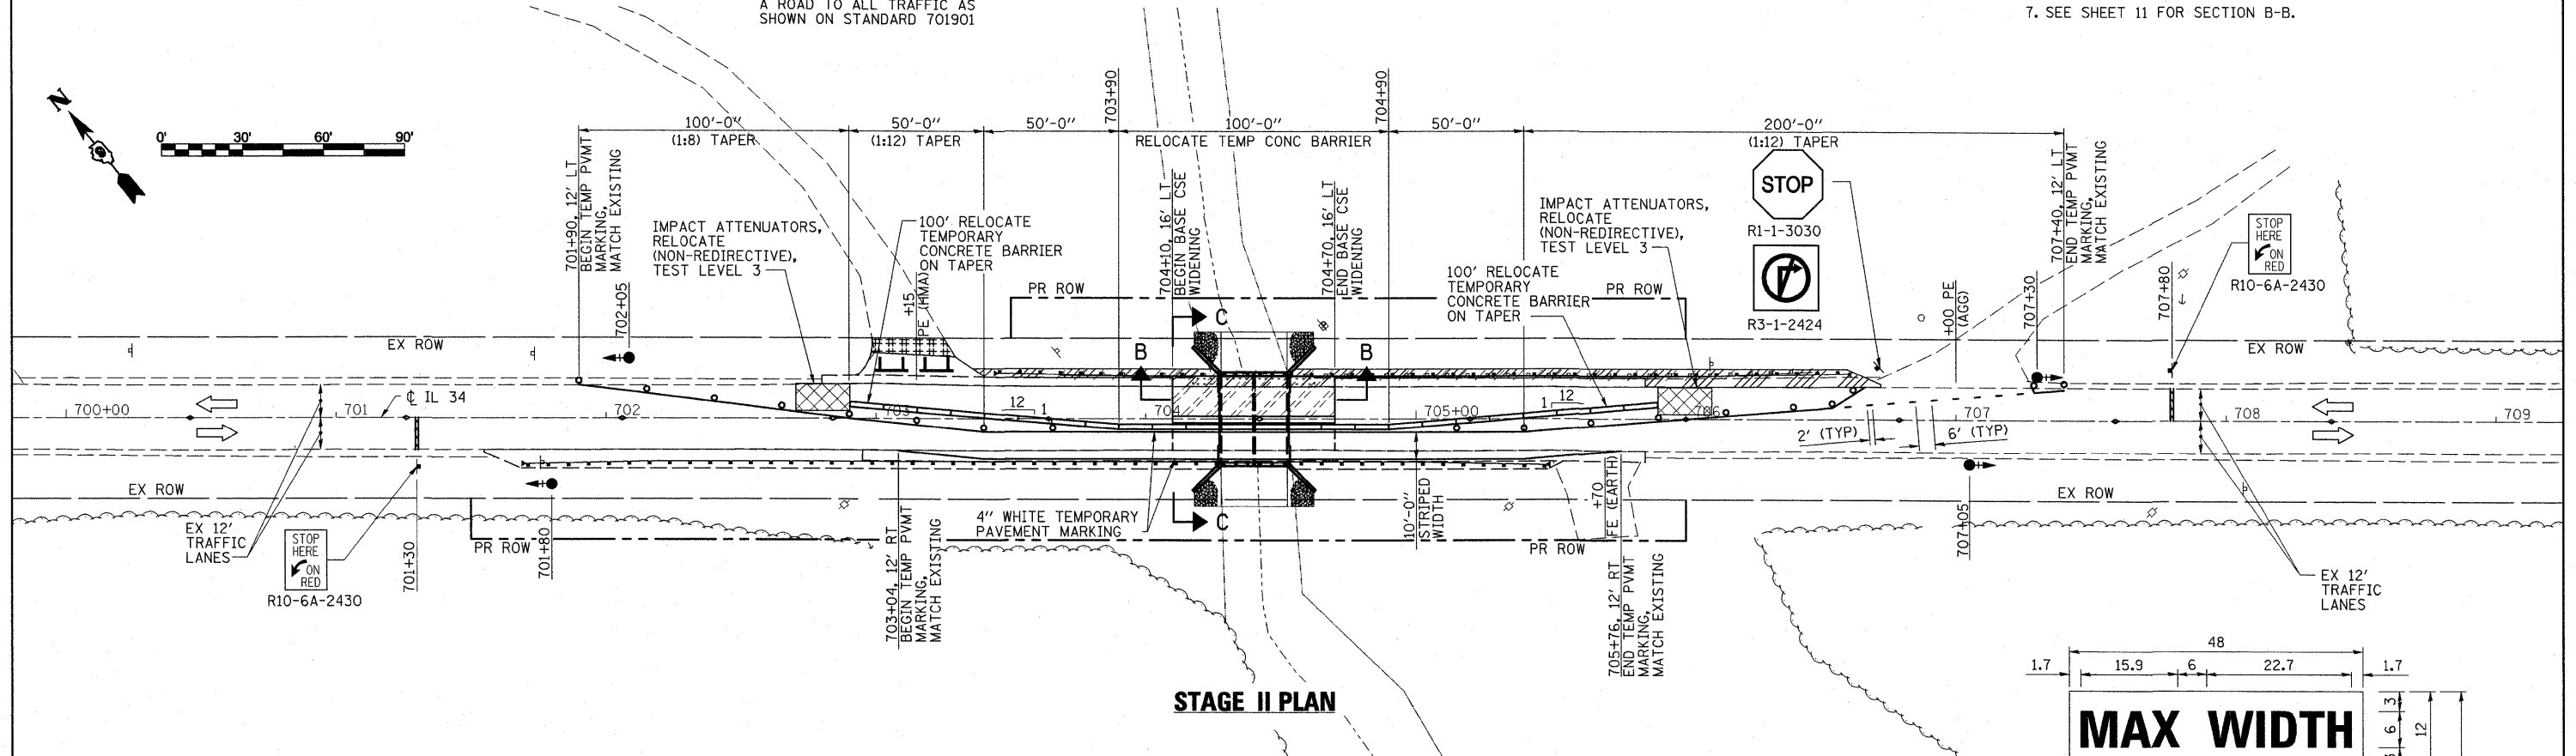 A ROAD TO ALL TRAFFIC AS
SHOWN ON STANDARD 701901
7. SEE SHEET 11 FOR SECTION B-B.
N
0'
30'
60'
90'
100'-0"
(1:8) TAPER
50'-0"
(1:12) TAPER
50'-0"
703+90
100'-0"
RELOCATE TEMP CONC BARRIER
704+90
50'-0"
200'-0"
(1:12) TAPER
701+90, 12' LT
BEGIN TEMP PVMT
MARKING,
MATCH EXISTING
702+05
IMPACT ATTENUATORS,
RELOCATE
(NON-REDIRECTIVE),
TEST LEVEL 3
100' RELOCATE
TEMPORARY
CONCRETE BARRIER
ON TAPER
+15
PE (HMA)
704+10, 16' LT
BEGIN BASE CSE
WIDENING
704+70, 16' LT
END BASE CSE
WIDENING
IMPACT ATTENUATORS,
RELOCATE
(NON-REDIRECTIVE),
TEST LEVEL 3
100' RELOCATE
TEMPORARY
CONCRETE BARRIER
ON TAPER
STOP
R1-1-3030
R3-1-2424
+00 PE
(AGG)
707+30
707+40, 12' LT
END TEMP PVMT
MARKING,
MATCH EXISTING
707+80
STOP
HERE
ON
RED
R10-6A-2430
PR ROW
PR ROW
C
B
B
EX ROW
EX ROW
℄ IL 34
700+00
701
702
703
704
705+00
706
707
708
709
12
1
1
12
2' (TYP)
6' (TYP)
EX ROW
EX ROW
EX 12'
TRAFFIC
LANES
STOP
HERE
ON
RED
R10-6A-2430
701+30
PR ROW
701+80
703+04, 12' RT
BEGIN TEMP PVMT
MARKING,
MATCH EXISTING
4" WHITE TEMPORARY
PAVEMENT MARKING
C
10'-0"
STRIPED
WIDTH
PR ROW
+70
FE (EARTH)
705+76, 12' RT
END TEMP PVMT
MARKING,
MATCH EXISTING
707+05
EX 12'
TRAFFIC
LANES
STAGE II PLAN
48
1.7
15.9
6
22.7
1.7
MAX WIDTH
3
6
12